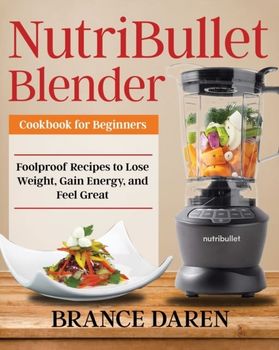 NutriBullet
Blender
Cookbook for Beginners
Foolproof Recipes to Lose
Weight, Gain Energy, and
Feel Great
nutribullet
BRANCE DAREN